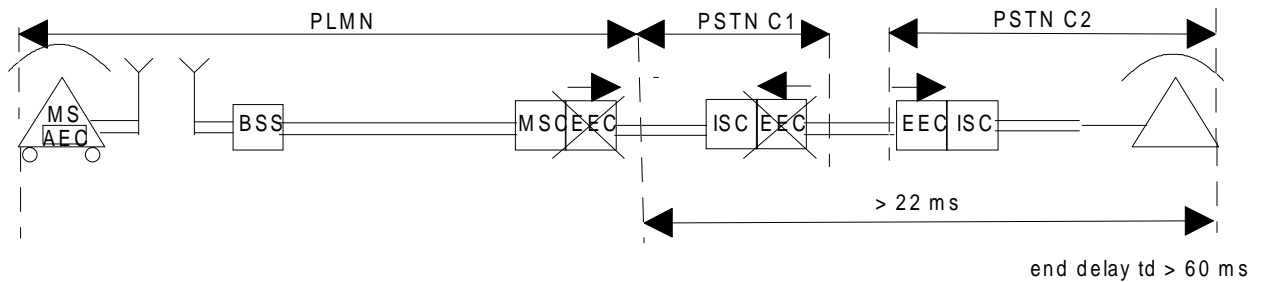 PLMN
PSTN C1
PSTN C2
MS
AEC
BSS
MSC EEC
ISC EEC
EEC ISC
> 22 ms
end delay td > 60 ms